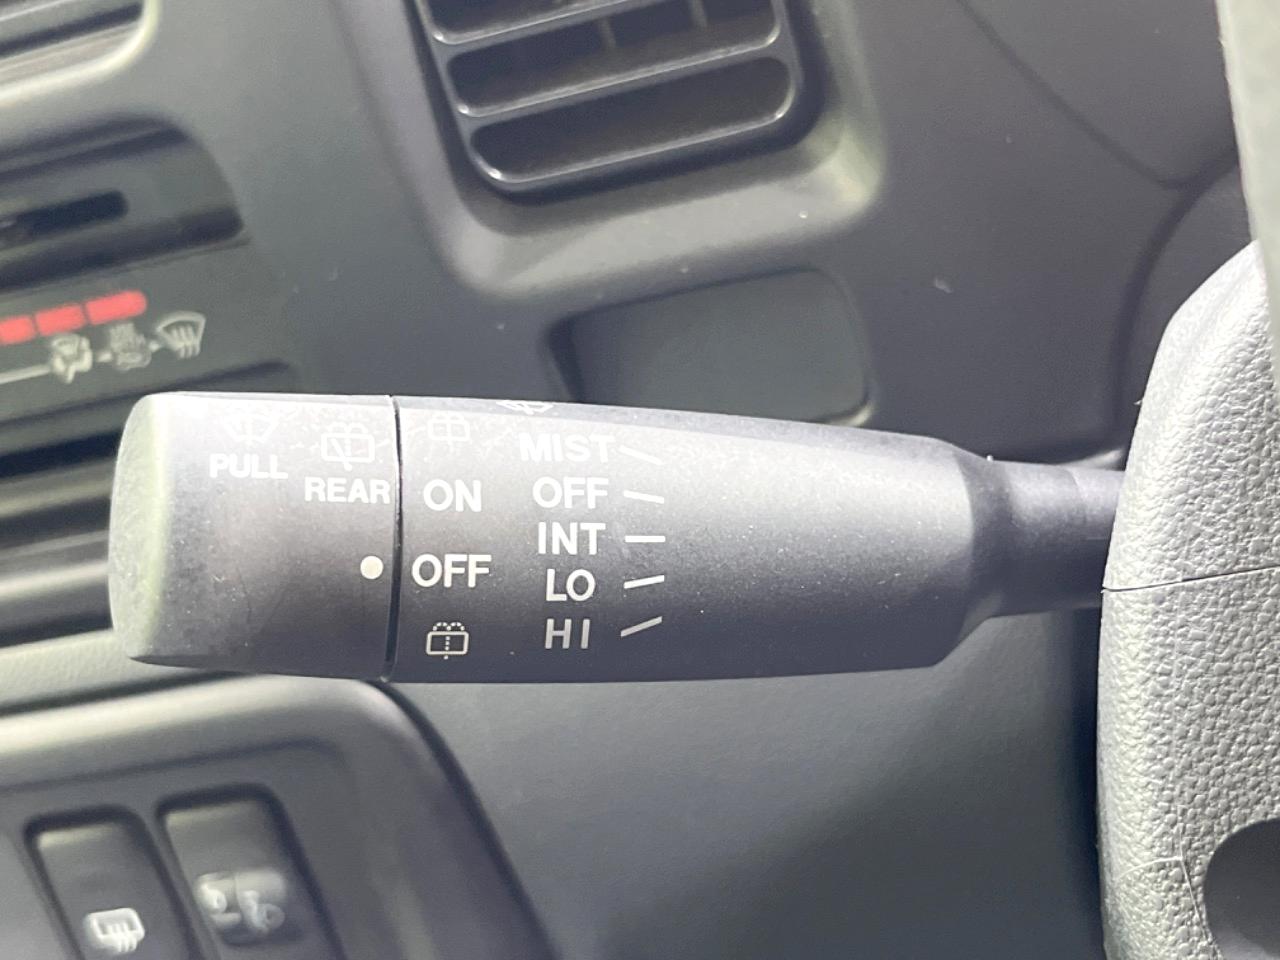 PULL
REAR
ON
OFF
MIST
OFF
INT
LO
HI